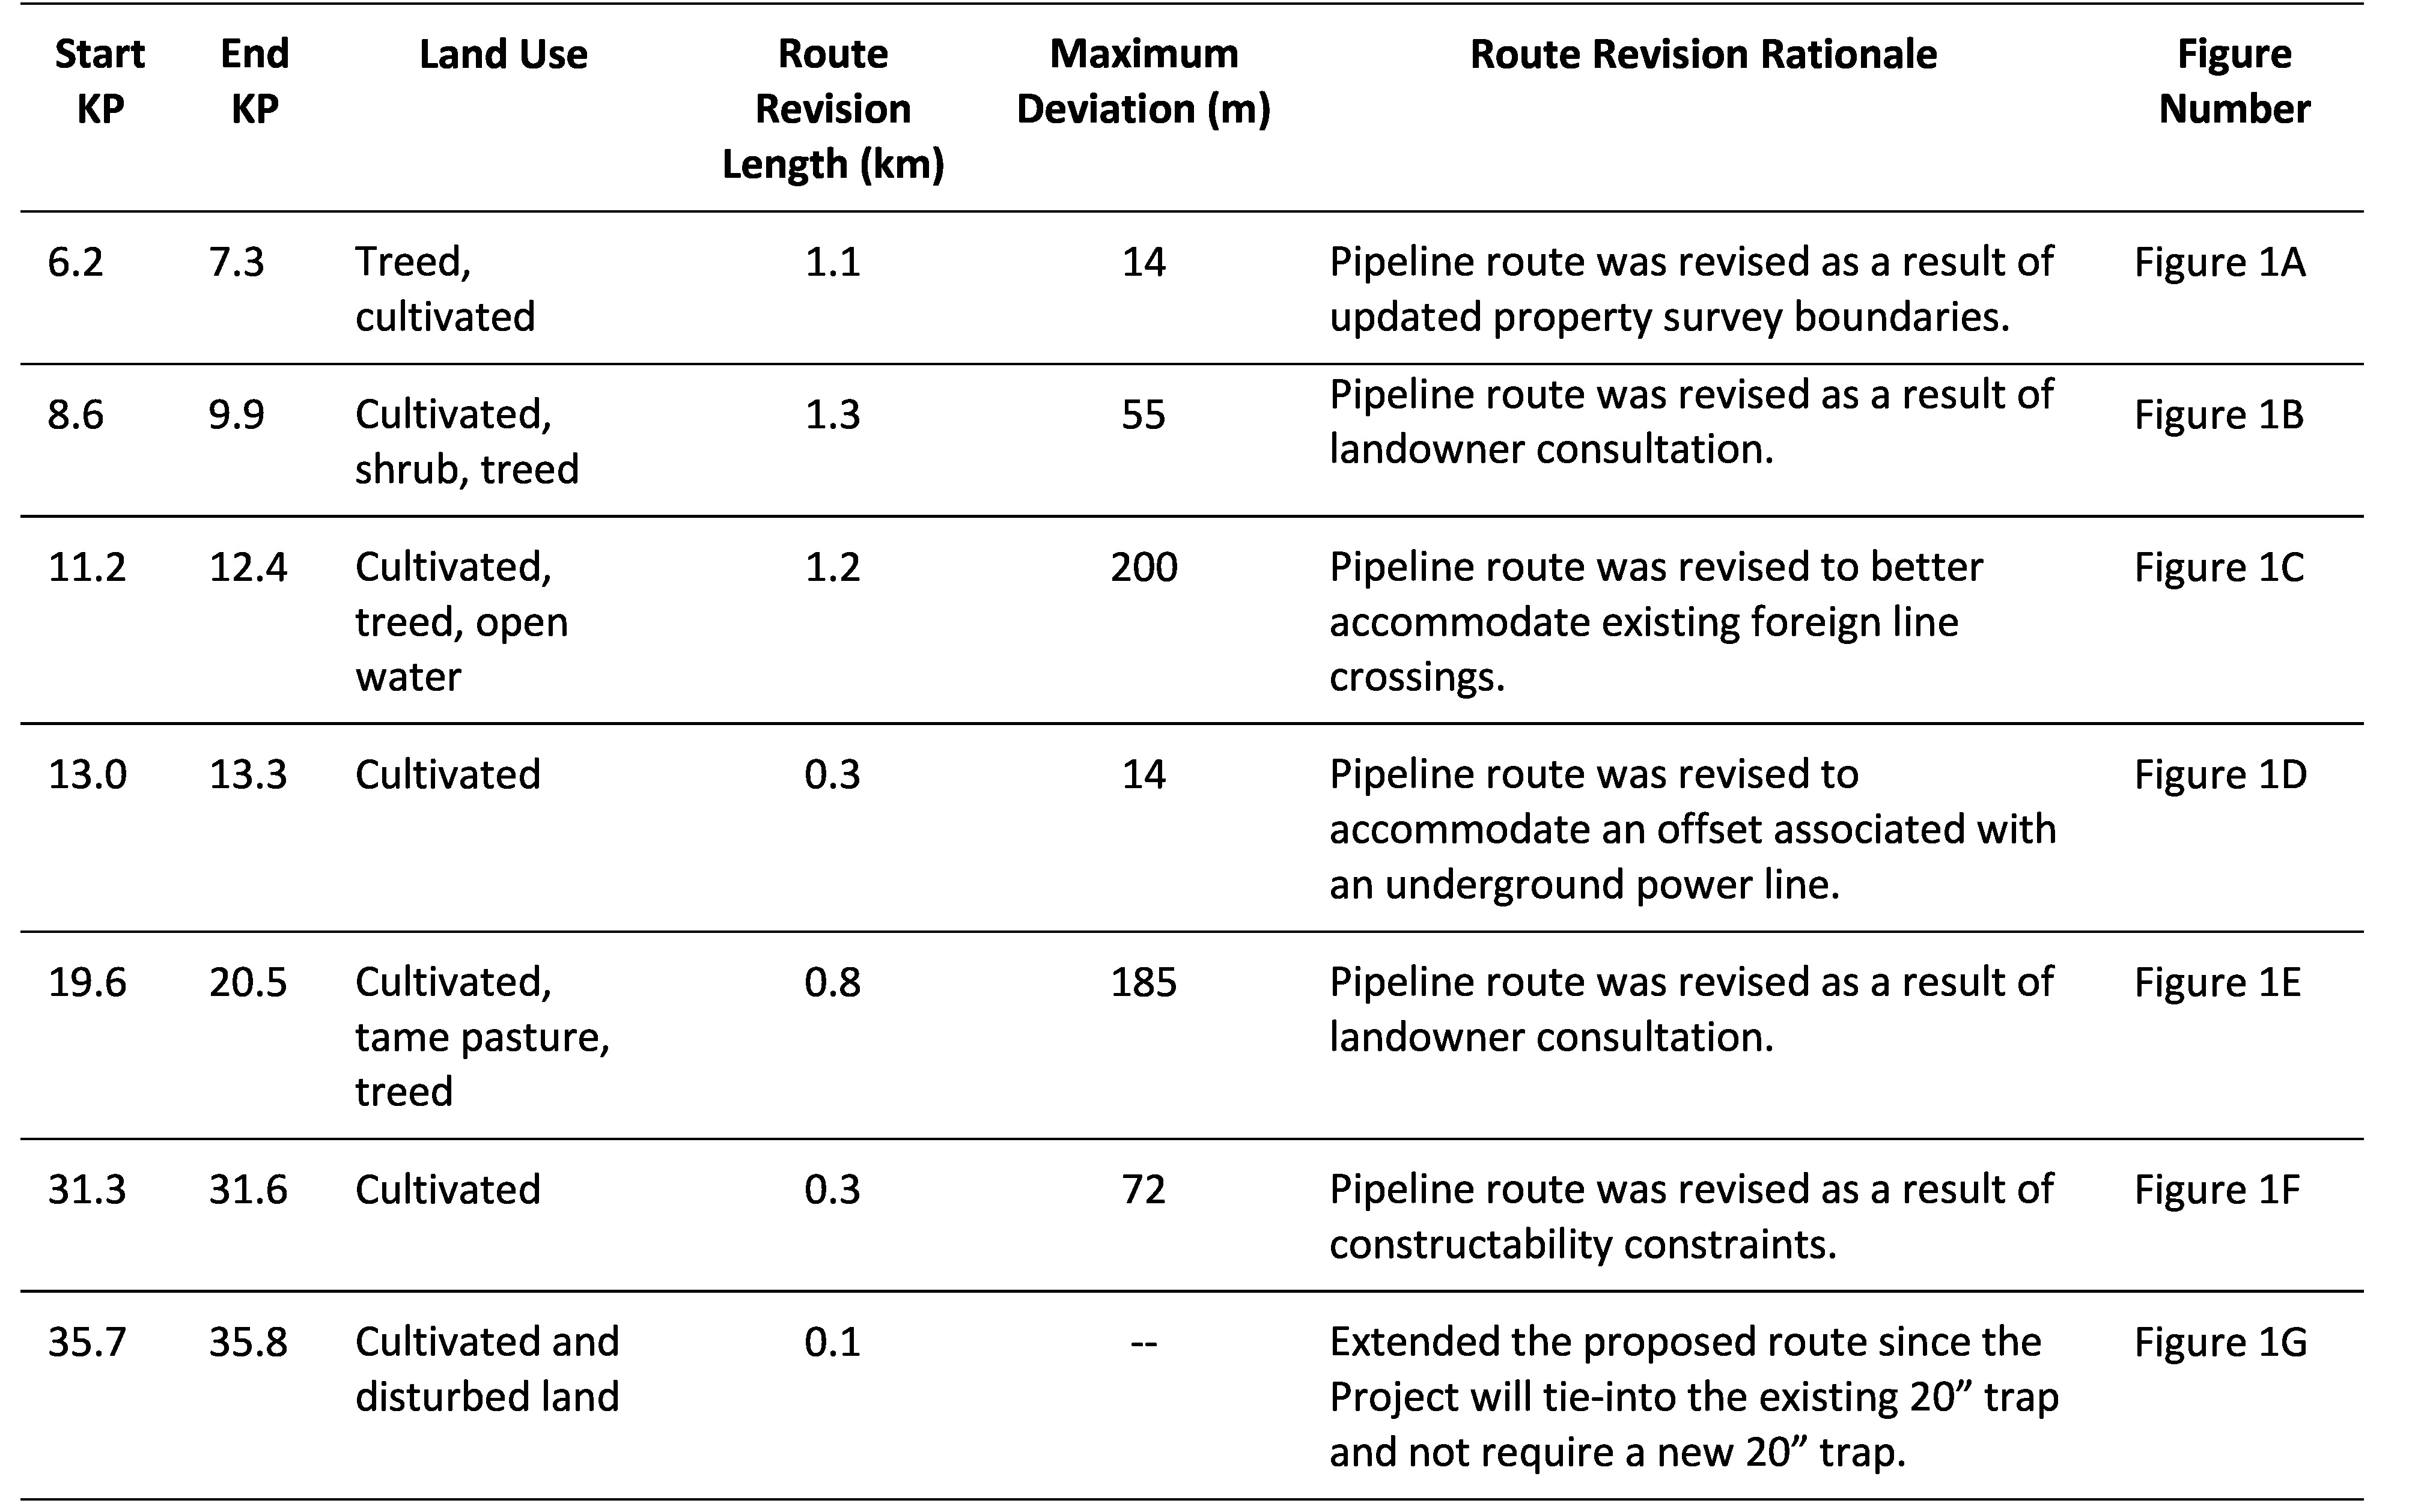 Start KP End KP Land Use Route Revision Length (km) Maximum Deviation (m) Route Revision Rationale Figure Number
6.2 7.3 Treed, 1.1 14 Pipeline route was revised as a result of Figure 1A
cultivated updated property survey boundaries.
8.6 9.9 Cultivated, 1.3 55 Pipeline route was revised as a result of Figure 1B
shrub, treed landowner consultation.
11.2 12.4 Cultivated, 1.2 200 Pipeline route was revised to better Figure 1C
treed, open accommodate existing foreign line
water crossings.
13.0 13.3 Cultivated 0.3 14 Pipeline route was revised to Figure 1D
accommodate an offset associated with
an underground power line.
19.6 20.5 Cultivated, 0.8 185 Pipeline route was revised as a result of Figure 1E
tame pasture, landowner consultation.
treed
31.3 31.6 Cultivated 0.3 72 Pipeline route was revised as a result of Figure 1F
constructability constraints.
35.7 35.8 Cultivated and 0.1 -- Extended the proposed route since the Figure 1G
disturbed land Project will tie-into the existing 20” trap
and not require a new 20” trap.